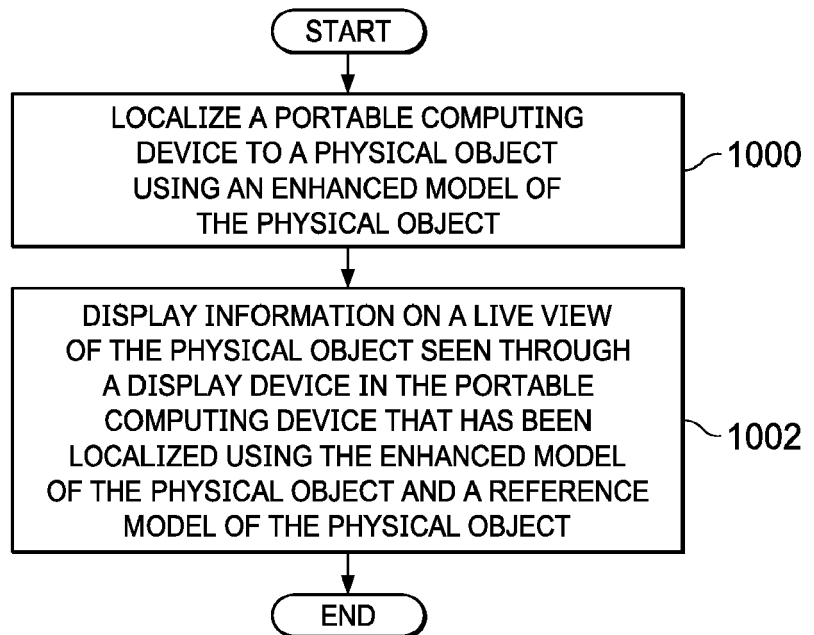 START
LOCALIZE A PORTABLE COMPUTING
DEVICE TO A PHYSICAL OBJECT
USING AN ENHANCED MODEL OF
THE PHYSICAL OBJECT
1000
DISPLAY INFORMATION ON A LIVE VIEW
OF THE PHYSICAL OBJECT SEEN THROUGH
A DISPLAY DEVICE IN THE PORTABLE
COMPUTING DEVICE THAT HAS BEEN
LOCALIZED USING THE ENHANCED MODEL
OF THE PHYSICAL OBJECT AND A REFERENCE
MODEL OF THE PHYSICAL OBJECT
1002
END